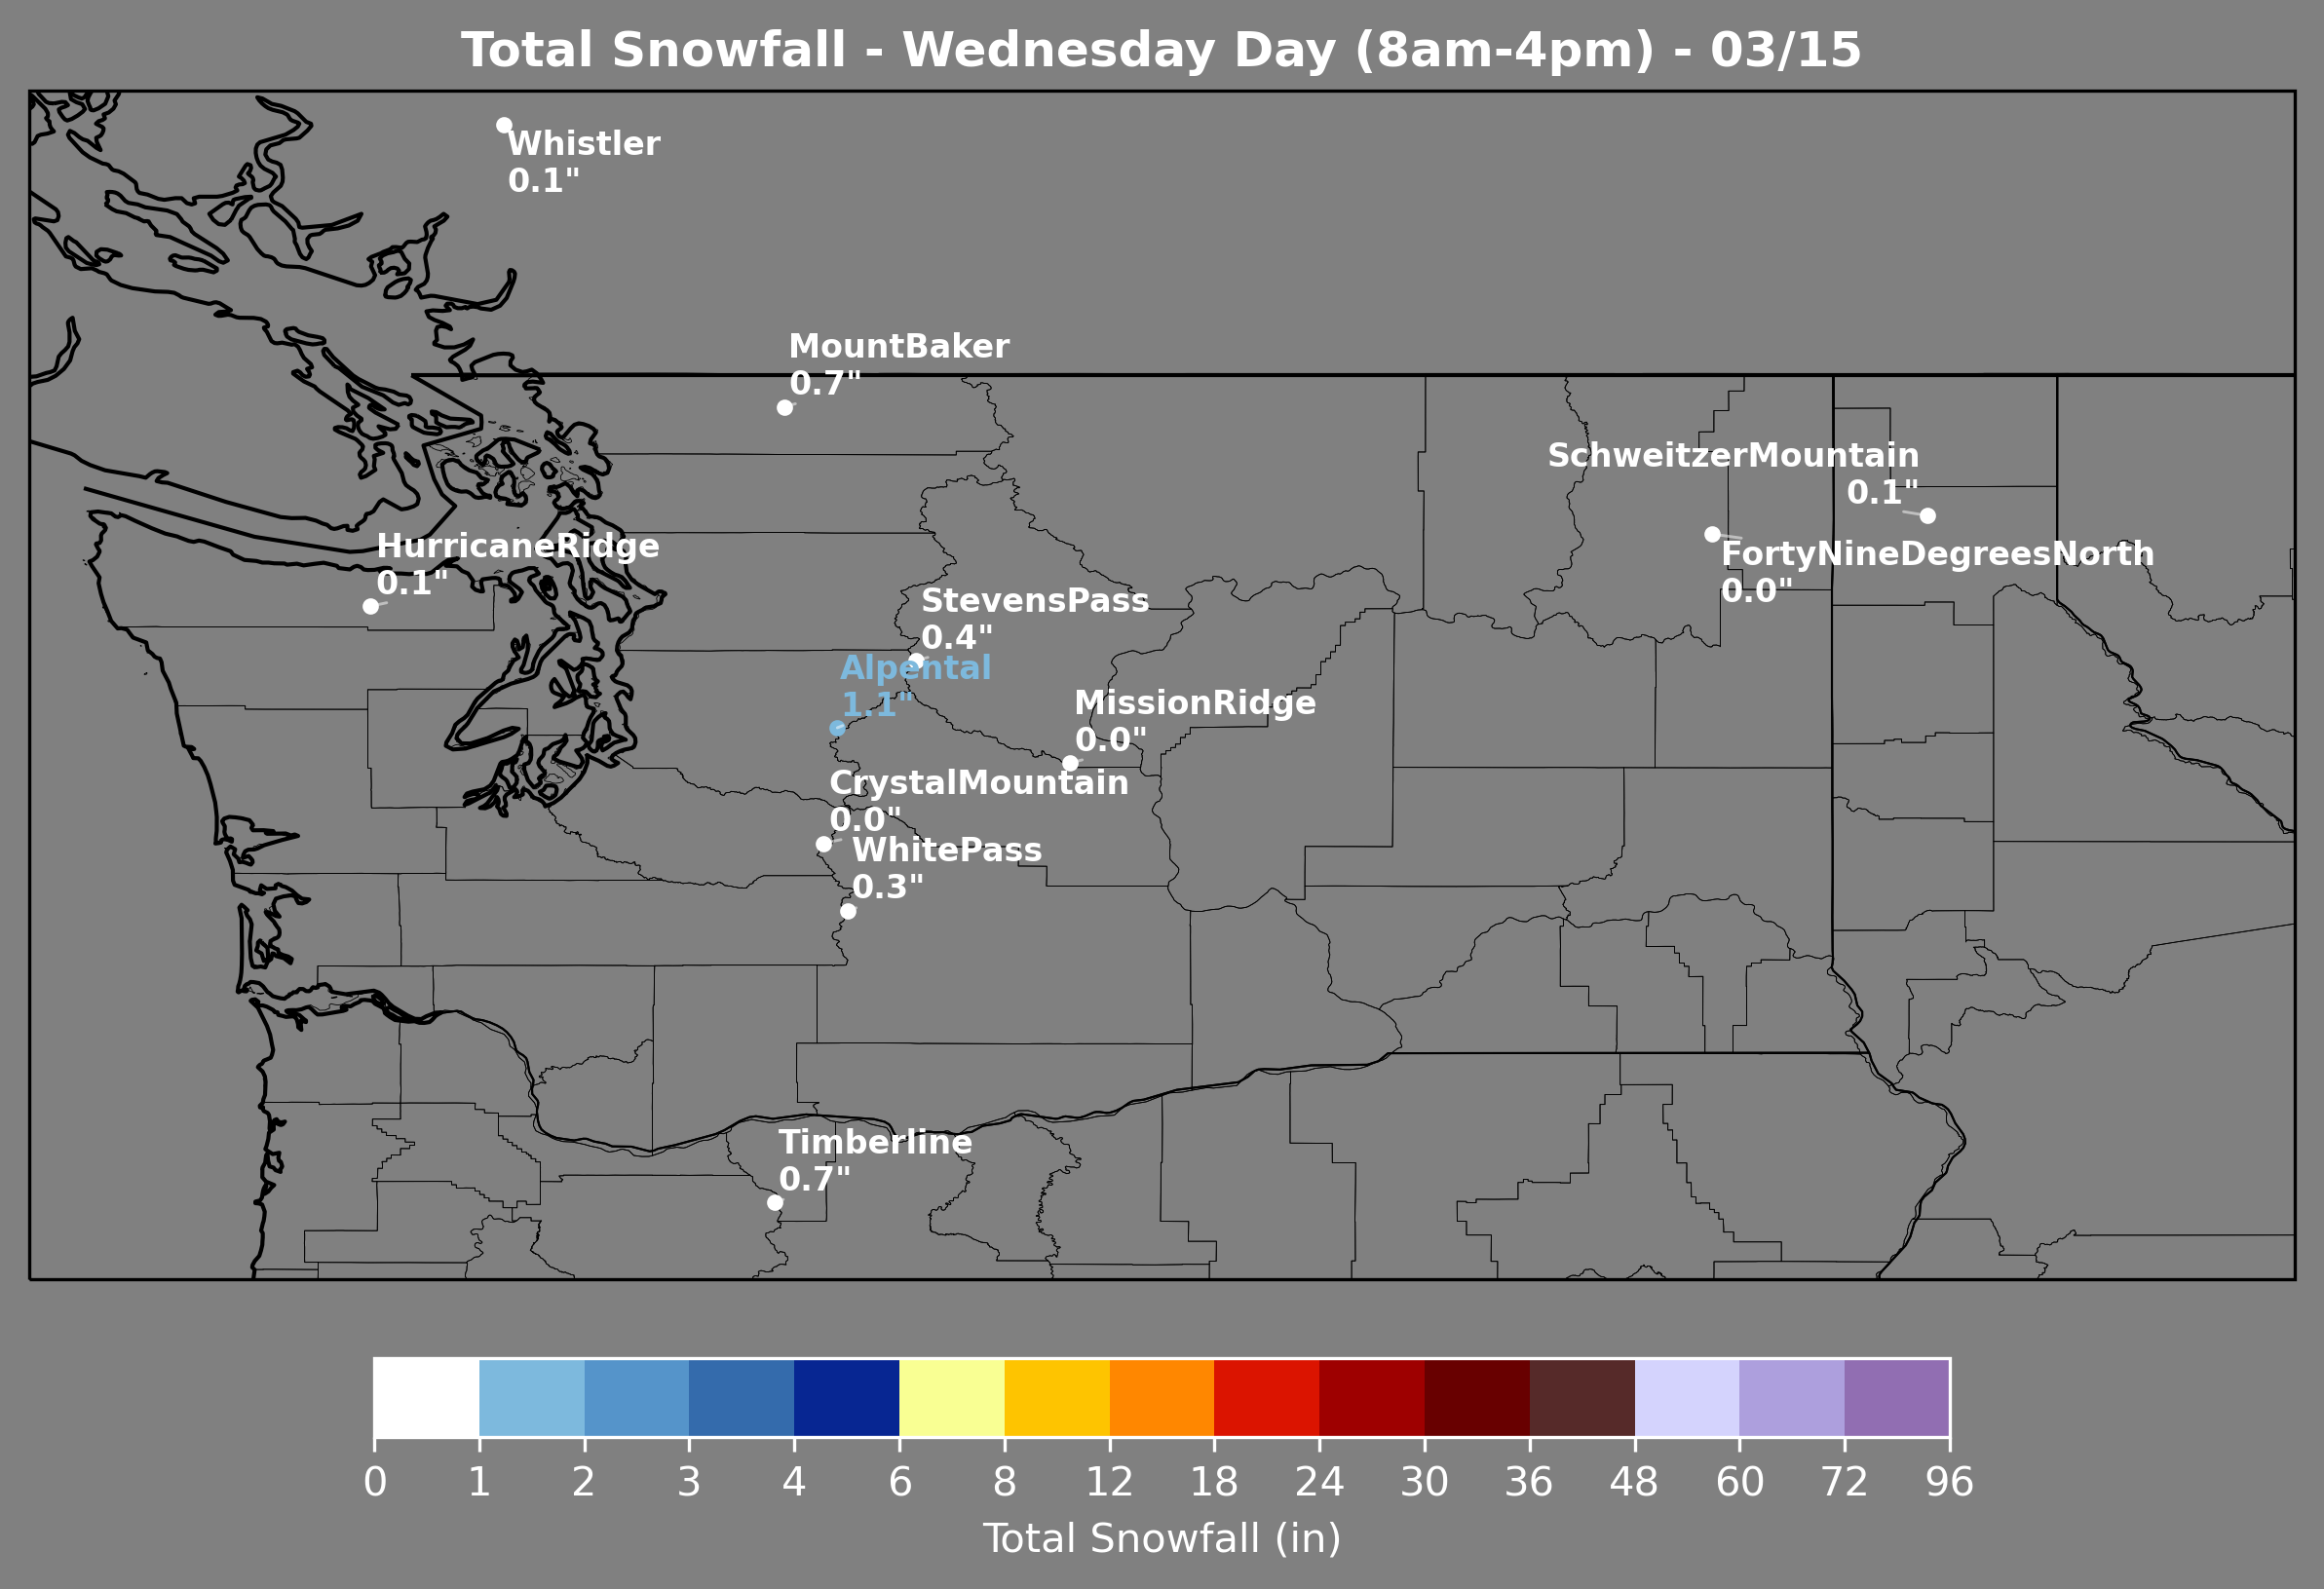 Total Snowfall - Wednesday Day (8am-4pm) - 03/15
Whistler
0.1"
MountBaker
0.7"
SchweitzerMountain
0.1"
HurricaneRidge
0.1"
FortyNineDegreesNorth
0.0"
StevensPass
0.4"
Alpental
1.1"
MissionRidge
0.0"
CrystalMountain
0.0"
WhitePass
0.3"
Timberline
0.7"
0 1 2 3 4 6 8 12 18 24 30 36 48 60 72 96
Total Snowfall (in)